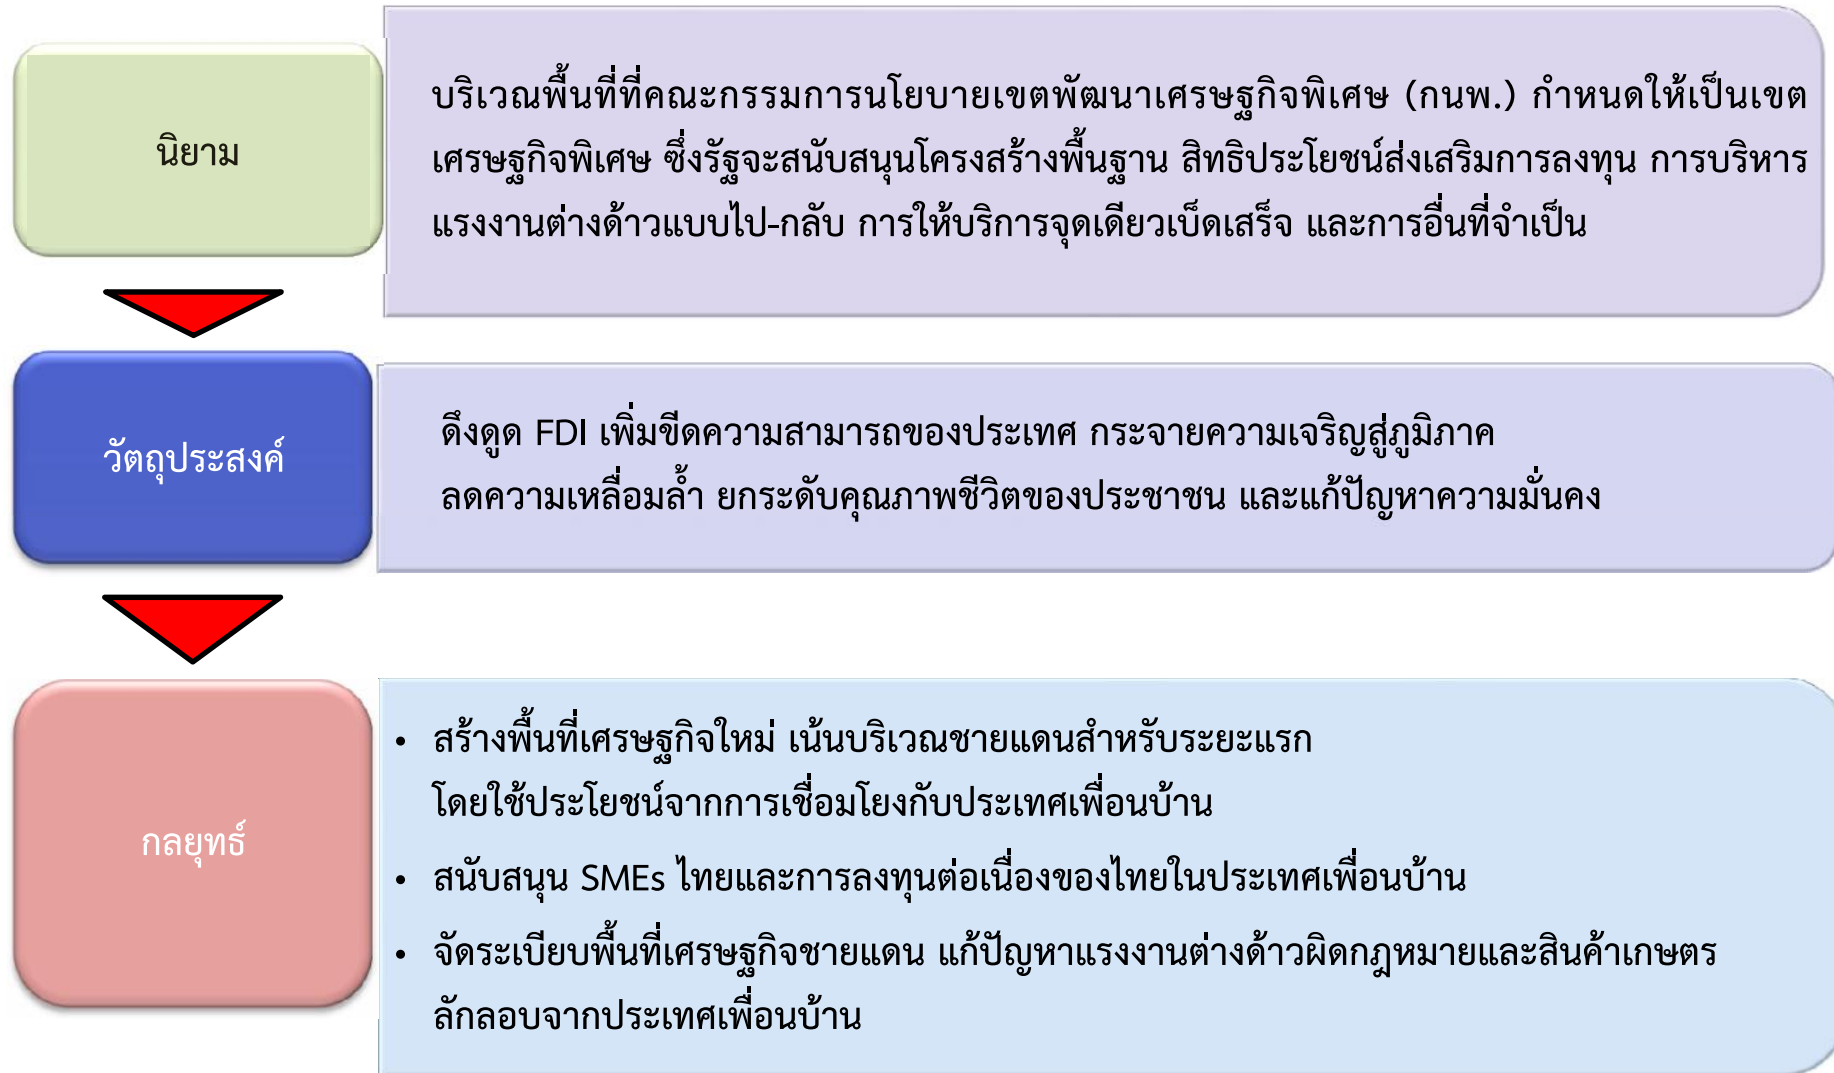 นิยาม
บริเวณพื้นที่ที่คณะกรรมการนโยบายเขตพัฒนาเศรษฐกิจพิเศษ (กนพ.) กำหนดให้เป็นเขต
เศรษฐกิจพิเศษ ซึ่งรัฐจะสนับสนุนโครงสร้างพื้นฐาน สิทธิประโยชน์ส่งเสริมการลงทุน การบริหาร
แรงงานต่างด้าวแบบไป-กลับ การให้บริการจุดเดียวเบ็ดเสร็จ และการอื่นที่จำเป็น
วัตถุประสงค์
ดึงดูด FDI เพิ่มขีดความสามารถของประเทศ กระจายความเจริญสู่ภูมิภาค
ลดความเหลื่อมล้ำ ยกระดับคุณภาพชีวิตของประชาชน และแก้ปัญหาความมั่นคง
กลยุทธ์
• สร้างพื้นที่เศรษฐกิจใหม่ เน้นบริเวณชายแดนสำหรับระยะแรก
โดยใช้ประโยชน์จากการเชื่อมโยงกับประเทศเพื่อนบ้าน
• สนับสนุน SMEs ไทยและการลงทุนต่อเนื่องของไทยในประเทศเพื่อนบ้าน
• จัดระเบียบพื้นที่เศรษฐกิจชายแดน แก้ปัญหาแรงงานต่างด้าวผิดกฎหมายและสินค้าเกษตร
ลักลอบจากประเทศเพื่อนบ้าน